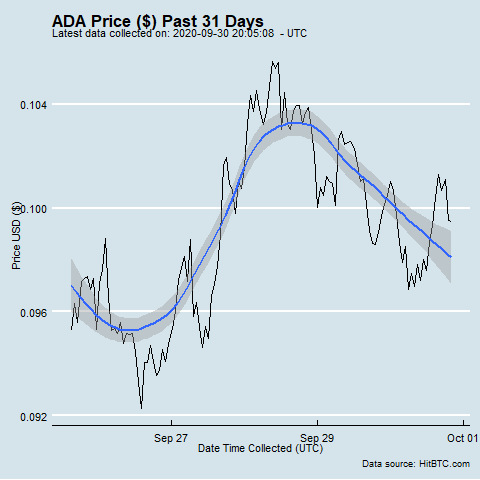 ADA Price ($) Past 31 Days
Latest data collected on: 2020-09-30 20:05:08 - UTC
Price USD ($)
0.104
0.100
0.096
0.092
Sep 27
Sep 29
Oct 01
Date Time Collected (UTC)
Data source: HitBTC.com